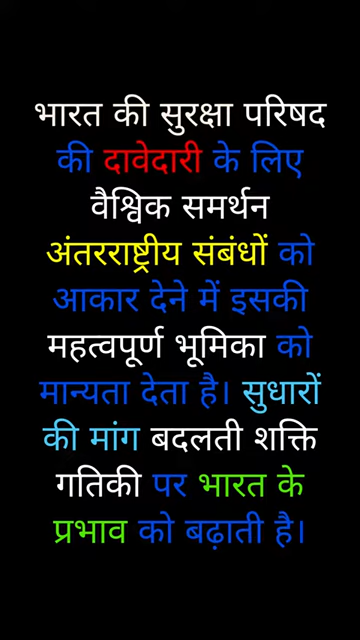 भारत की सुरक्षा परिषद
की दावेदारी के लिए
वैश्विक समर्थन
अंतरराष्ट्रीय संबंधों को
आकार देने में इसकी
महत्वपूर्ण भूमिका को
मान्यता देता है। सुधारों
की मांग बदलती शक्ति
गतिकी पर भारत के
प्रभाव को बढ़ाती है।